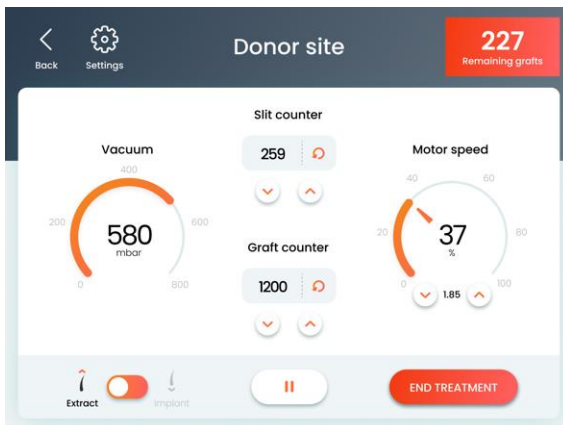 Back
Settings
Donor site
227
Remaining grafts
Slit counter
259
Vacuum
0
200
400
600
800
580
mbar
Motor speed
0
20
40
60
80
100
37
%
1.85
Graft counter
1200
Extract
Implant
END TREATMENT